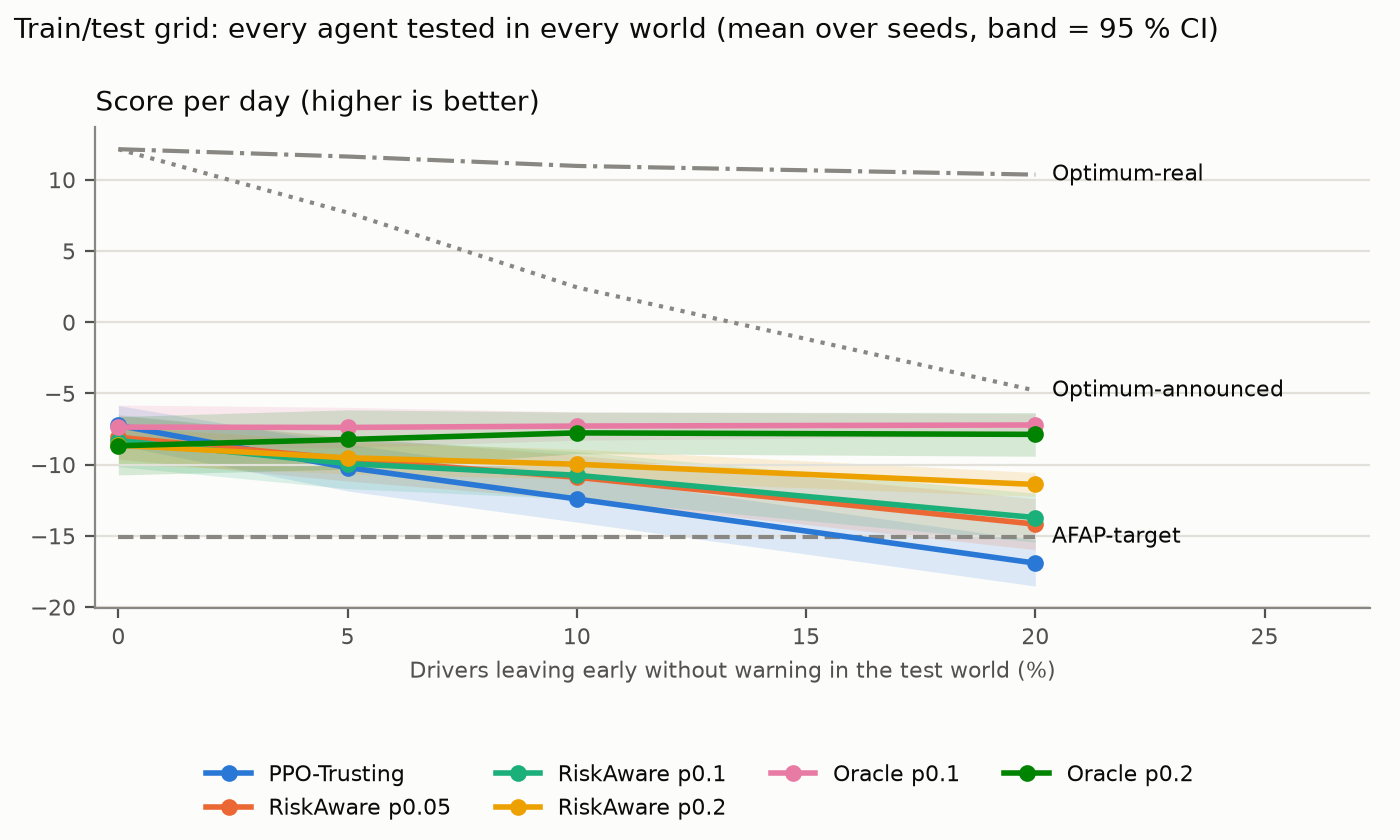 Train/test grid: every agent tested in every world (mean over seeds, band = 95 % CI)
Score per day (higher is better)
10
5
0
−5
−10
−15
−20
Optimum-real
Optimum-announced
AFAP-target
0 5 10 15 20 25
Drivers leaving early without warning in the test world (%)
PPO-Trusting RiskAware p0.1 Oracle p0.1 Oracle p0.2
RiskAware p0.05 RiskAware p0.2